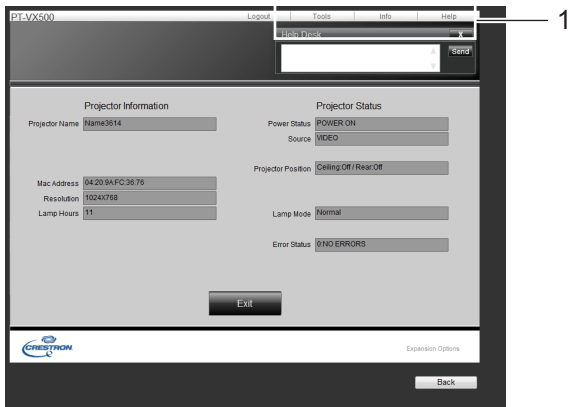 PT-VX500 Logout Tools Info Help
1
Help Desk X
Send
Projector Information Projector Status
Projector Name Name3614 Power Status POWER ON
Source VIDEO
Projector Position Ceiling:Off / Rear:Off
Mac Address 04:20:9A:FC:36:76
Resolution 1024X768
Lamp Hours 11 Lamp Mode Normal
Error Status 0:NO ERRORS
Exit
CRESTRON. Expansion Options
Back